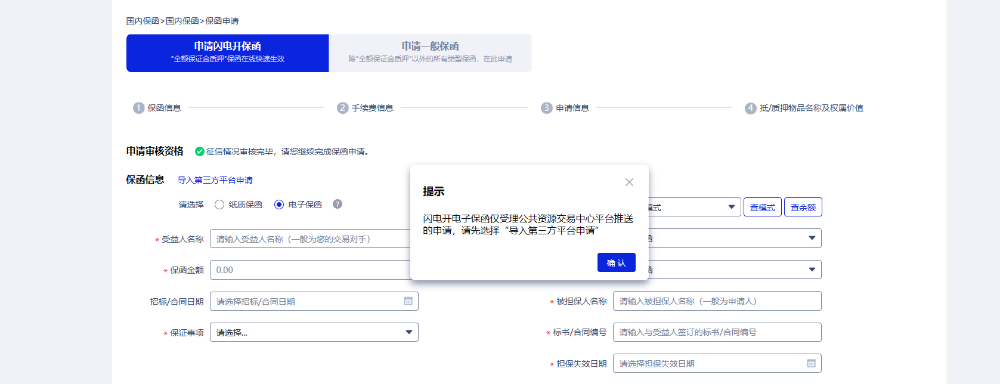 国内保函>国内保函>保函申请
申请闪电开保函
"全额保证金质押"保函在线快速生效
申请一般保函
除"全额保证金质押"以外的所有类型保函，在此申请
1 保函信息
2 手续费信息
3 申请信息
4 抵/质押物品名称及权属价值
申请审核资格 征信情况审核完毕，请您继续完成保函申请。
保函信息 导入第三方平台申请
提示
闪电开电子保函仅受理公共资源交易中心平台推送
的申请，请先选择“导入第三方平台申请”
确 认
请选择 纸质保函 电子保函 ?
模式 查模式 查余额
* 受益人名称 请输入受益人名称（一般为您的交易对手）
函
* 保函金额 0.00
函
招标/合同日期 请选择招标/合同日期
* 被担保人名称 请输入被担保人名称（一般为申请人）
* 保证事项 请选择...
* 标书/合同编号 请输入与受益人签订的标书/合同编号
* 担保失效日期 请选择担保失效日期